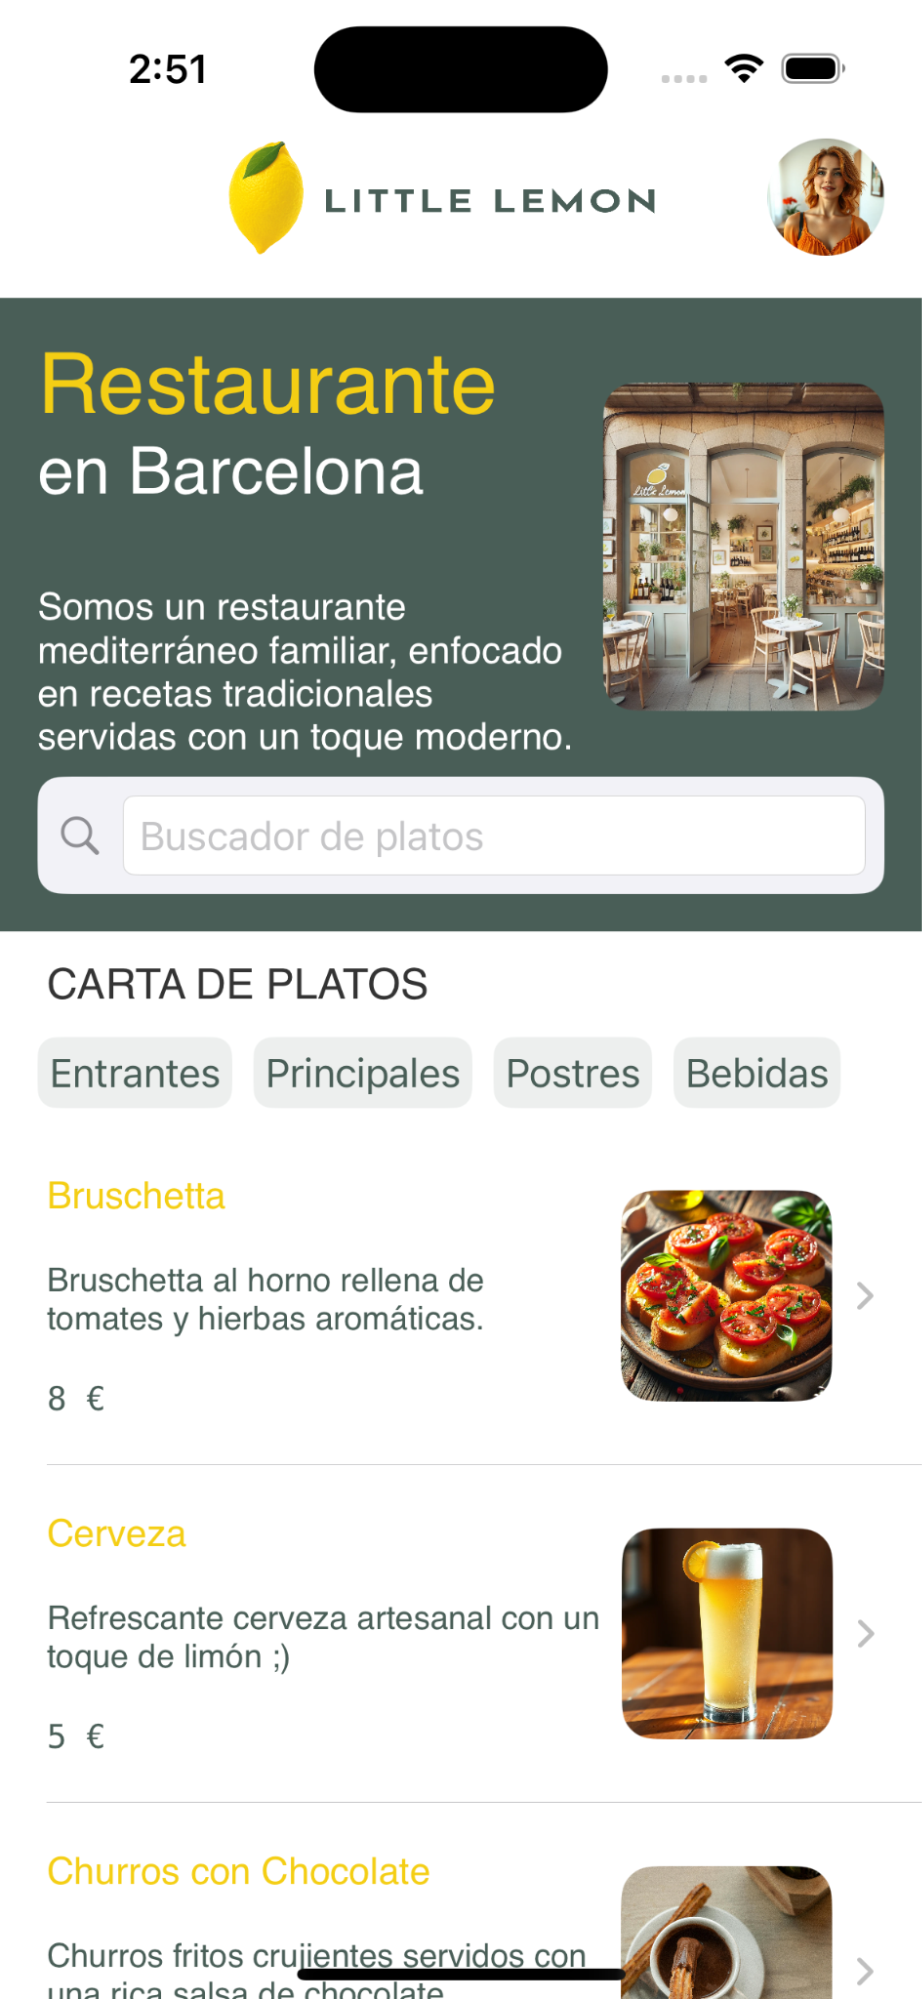 2:51
LITTLE LEMON
Restaurante
en Barcelona
Little Lemon
Somos un restaurante
mediterráneo familiar, enfocado
en recetas tradicionales
servidas con un toque moderno.
Buscador de platos
CARTA DE PLATOS
Entrantes Principales Postres Bebidas
Bruschetta
Bruschetta al horno rellena de
tomates y hierbas aromáticas.
8 €
Cerveza
Refrescante cerveza artesanal con un
toque de limón ;)
5 €
Churros con Chocolate
Churros fritos crujientes servidos con
una rica salsa de chocolate